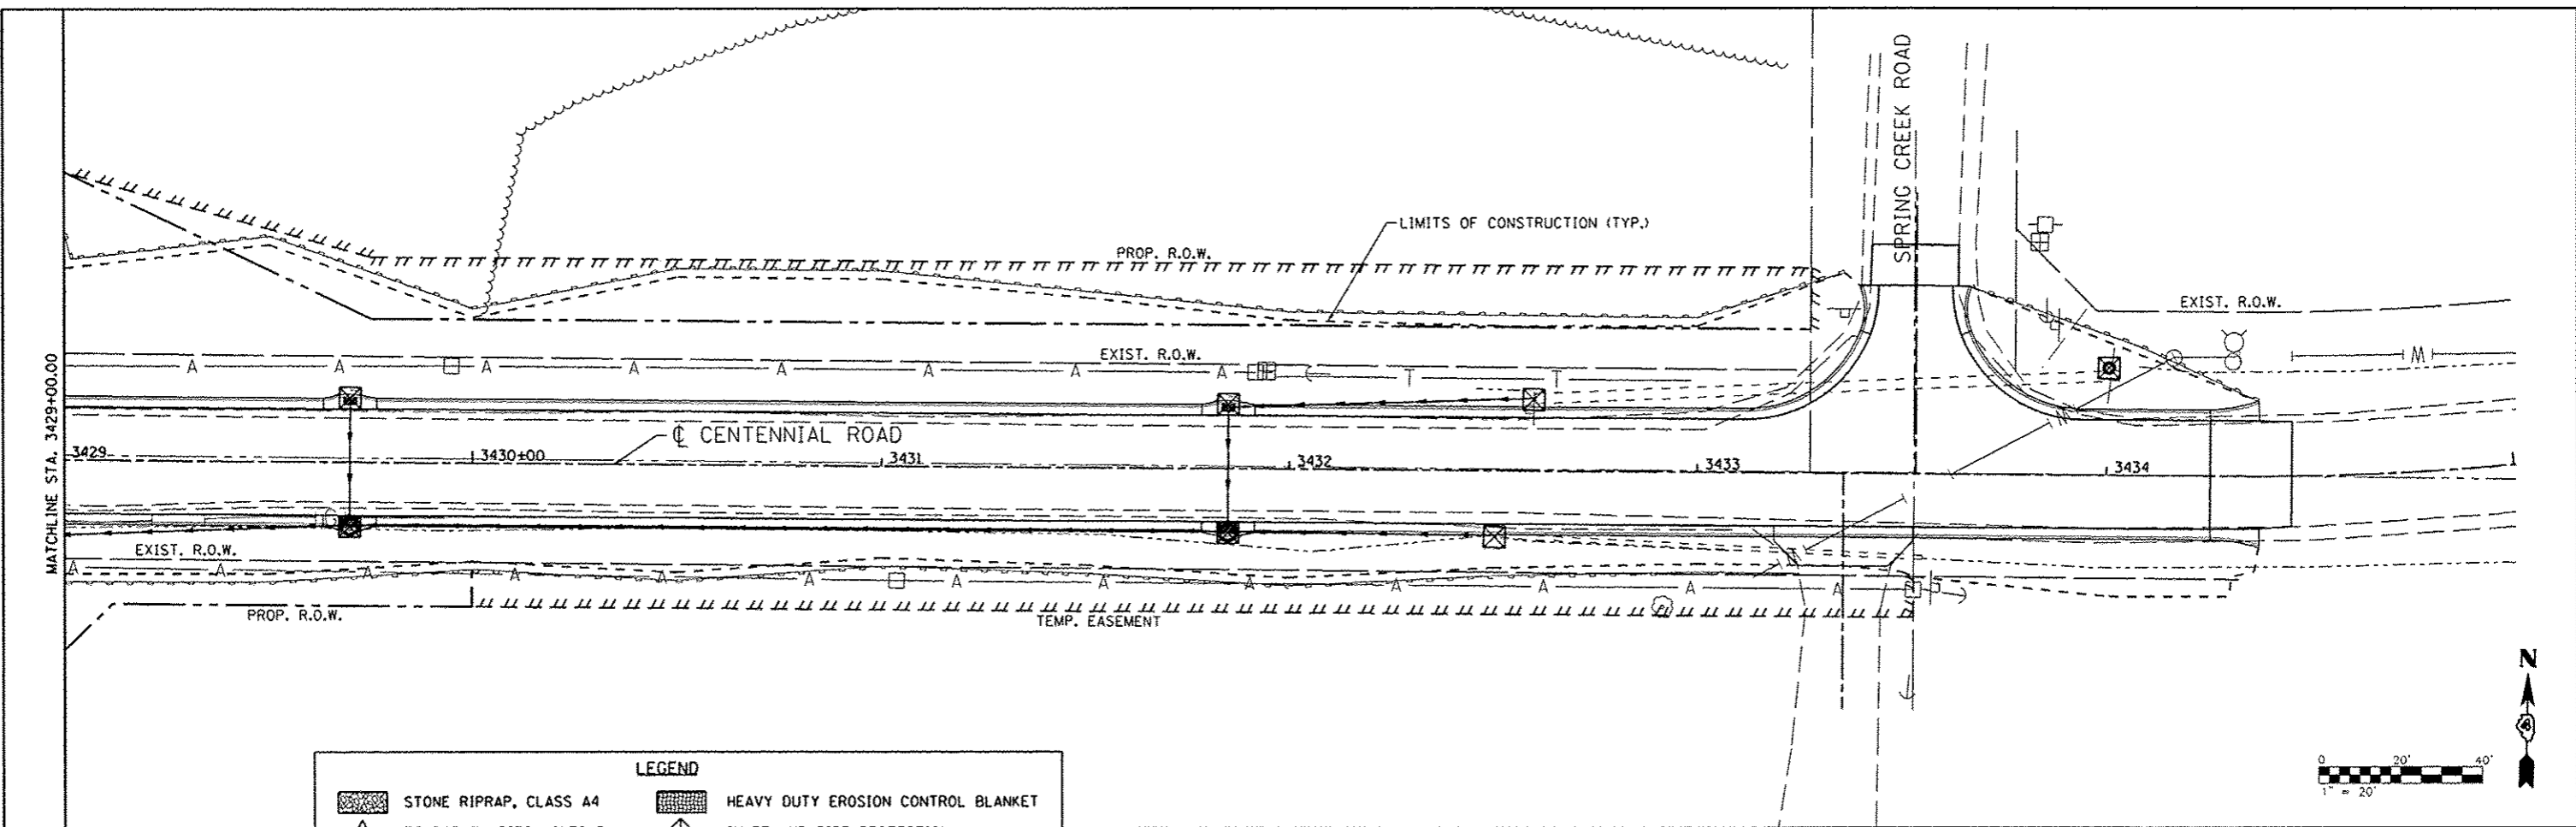 SPRING CREEK ROAD
LIMITS OF CONSTRUCTION (TYP.)
PROP. R.O.W.
EXIST. R.O.W.
EXIST. R.O.W.
A A A A A A A A
T T
M
MATCHLINE STA. 3429+00.00
℄ CENTENNIAL ROAD
3429 3430+00 3431 3432 3433 3434
EXIST. R.O.W.
A A A A A A A A A A A A A
PROP. R.O.W.
TEMP. EASEMENT
N
0 20' 40'
1" = 20'
LEGEND
STONE RIPRAP, CLASS A4
HEAVY DUTY EROSION CONTROL BLANKET